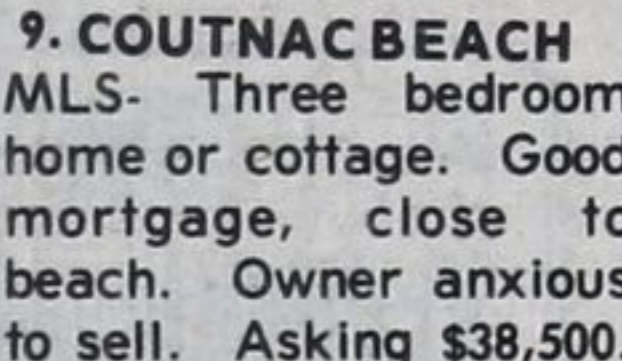 9. COUTNAC BEACH
MLS- Three bedroom
home or cottage. Good
mortgage, close to
beach. Owner anxious
to sell. Asking $38,500.